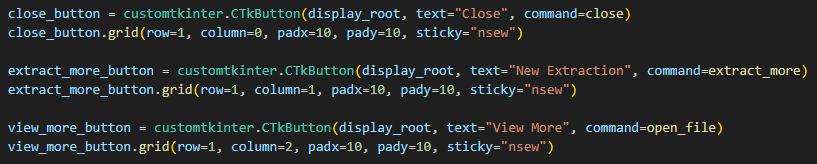 close_button = customtkinter.CTkButton(display_root, text="Close", command=close)
close_button.grid(row=1, column=0, padx=10, pady=10, sticky="nsew")
extract_more_button = customtkinter.CTkButton(display_root, text="New Extraction", command=extract_more)
extract_more_button.grid(row=1, column=1, padx=10, pady=10, sticky="nsew")
view_more_button = customtkinter.CTkButton(display_root, text="View More", command=open_file)
view_more_button.grid(row=1, column=2, padx=10, pady=10, sticky="nsew")